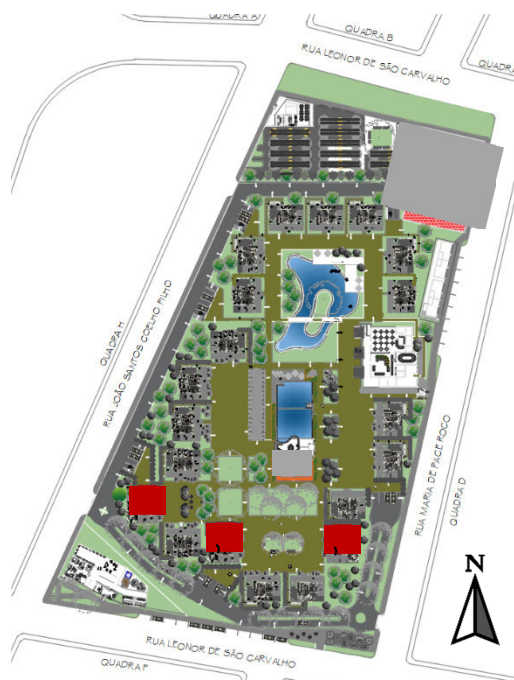 QUADRA A
QUADRA B
QUADRA
RUA LEONOR DE SÃO CARVALHO
QUADRA H
RUA JOÃO SANTOS COELHO FILHO
RUA MARIA DE PACE ROCO
QUADRA D
N
RUA LEONOR DE SÃO CARVALHO
QUADRA F